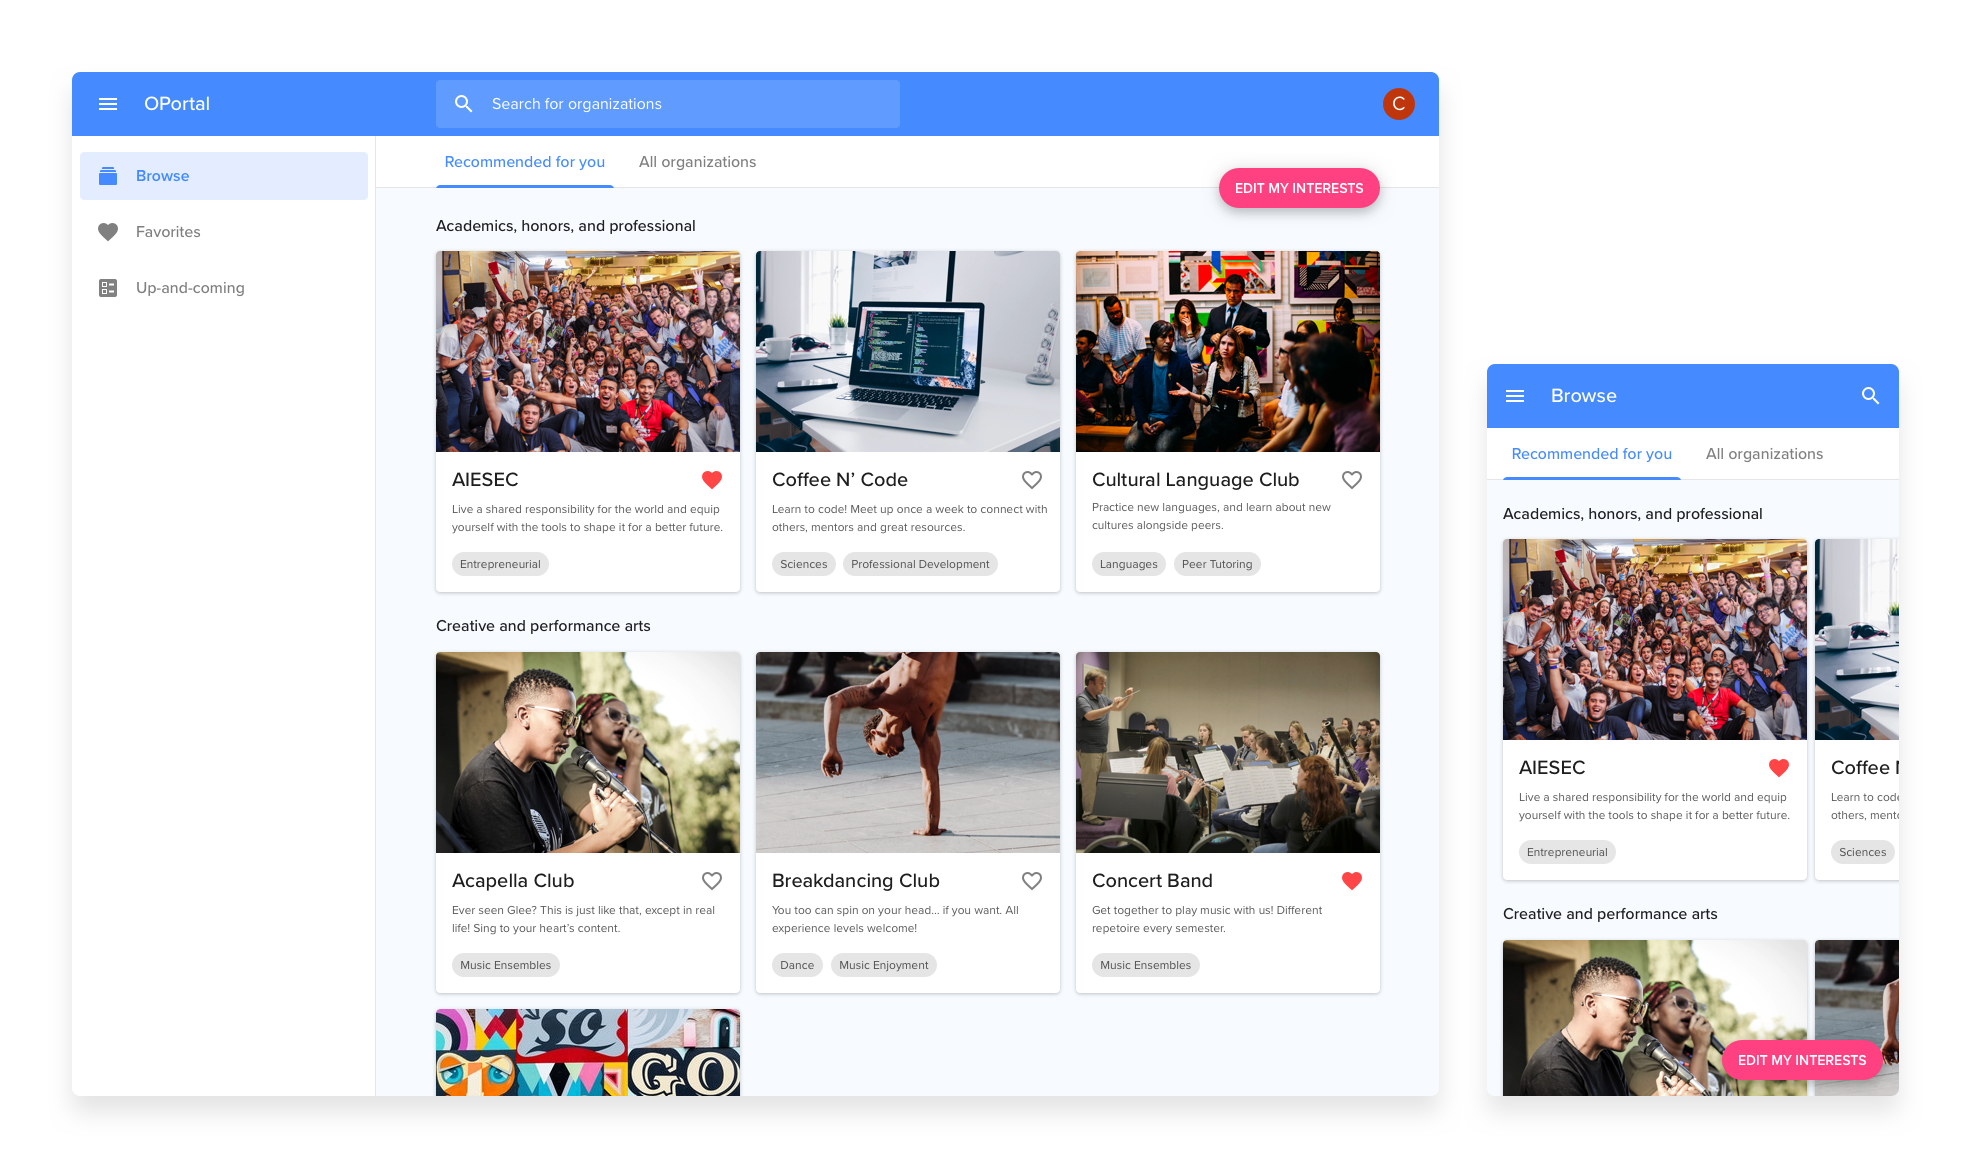 OPortal
Search for organizations
C
Browse
Favorites
Up-and-coming
Recommended for you
All organizations
EDIT MY INTERESTS
Academics, honors, and professional
AIESEC
Live a shared responsibility for the world and equip
yourself with the tools to shape it for a better future.
Entrepreneurial
Coffee N’ Code
Learn to code! Meet up once a week to connect with
others, mentors and great resources.
Sciences
Professional Development
Cultural Language Club
Practice new languages, and learn about new
cultures alongside peers.
Languages
Peer Tutoring
Creative and performance arts
Acapella Club
Ever seen Glee? This is just like that, except in real
life! Sing to your heart’s content.
Music Ensembles
Breakdancing Club
You too can spin on your head... if you want. All
experience levels welcome!
Dance
Music Enjoyment
Concert Band
Get together to play music with us! Different
repetoire every semester.
Music Ensembles
SO
GO
Browse
Recommended for you
All organizations
Academics, honors, and professional
AIESEC
Live a shared responsibility for the world and equip
yourself with the tools to shape it for a better future.
Entrepreneurial
Coffee
Learn to
others,
Sciences
Creative and performance arts
EDIT MY INTERESTS